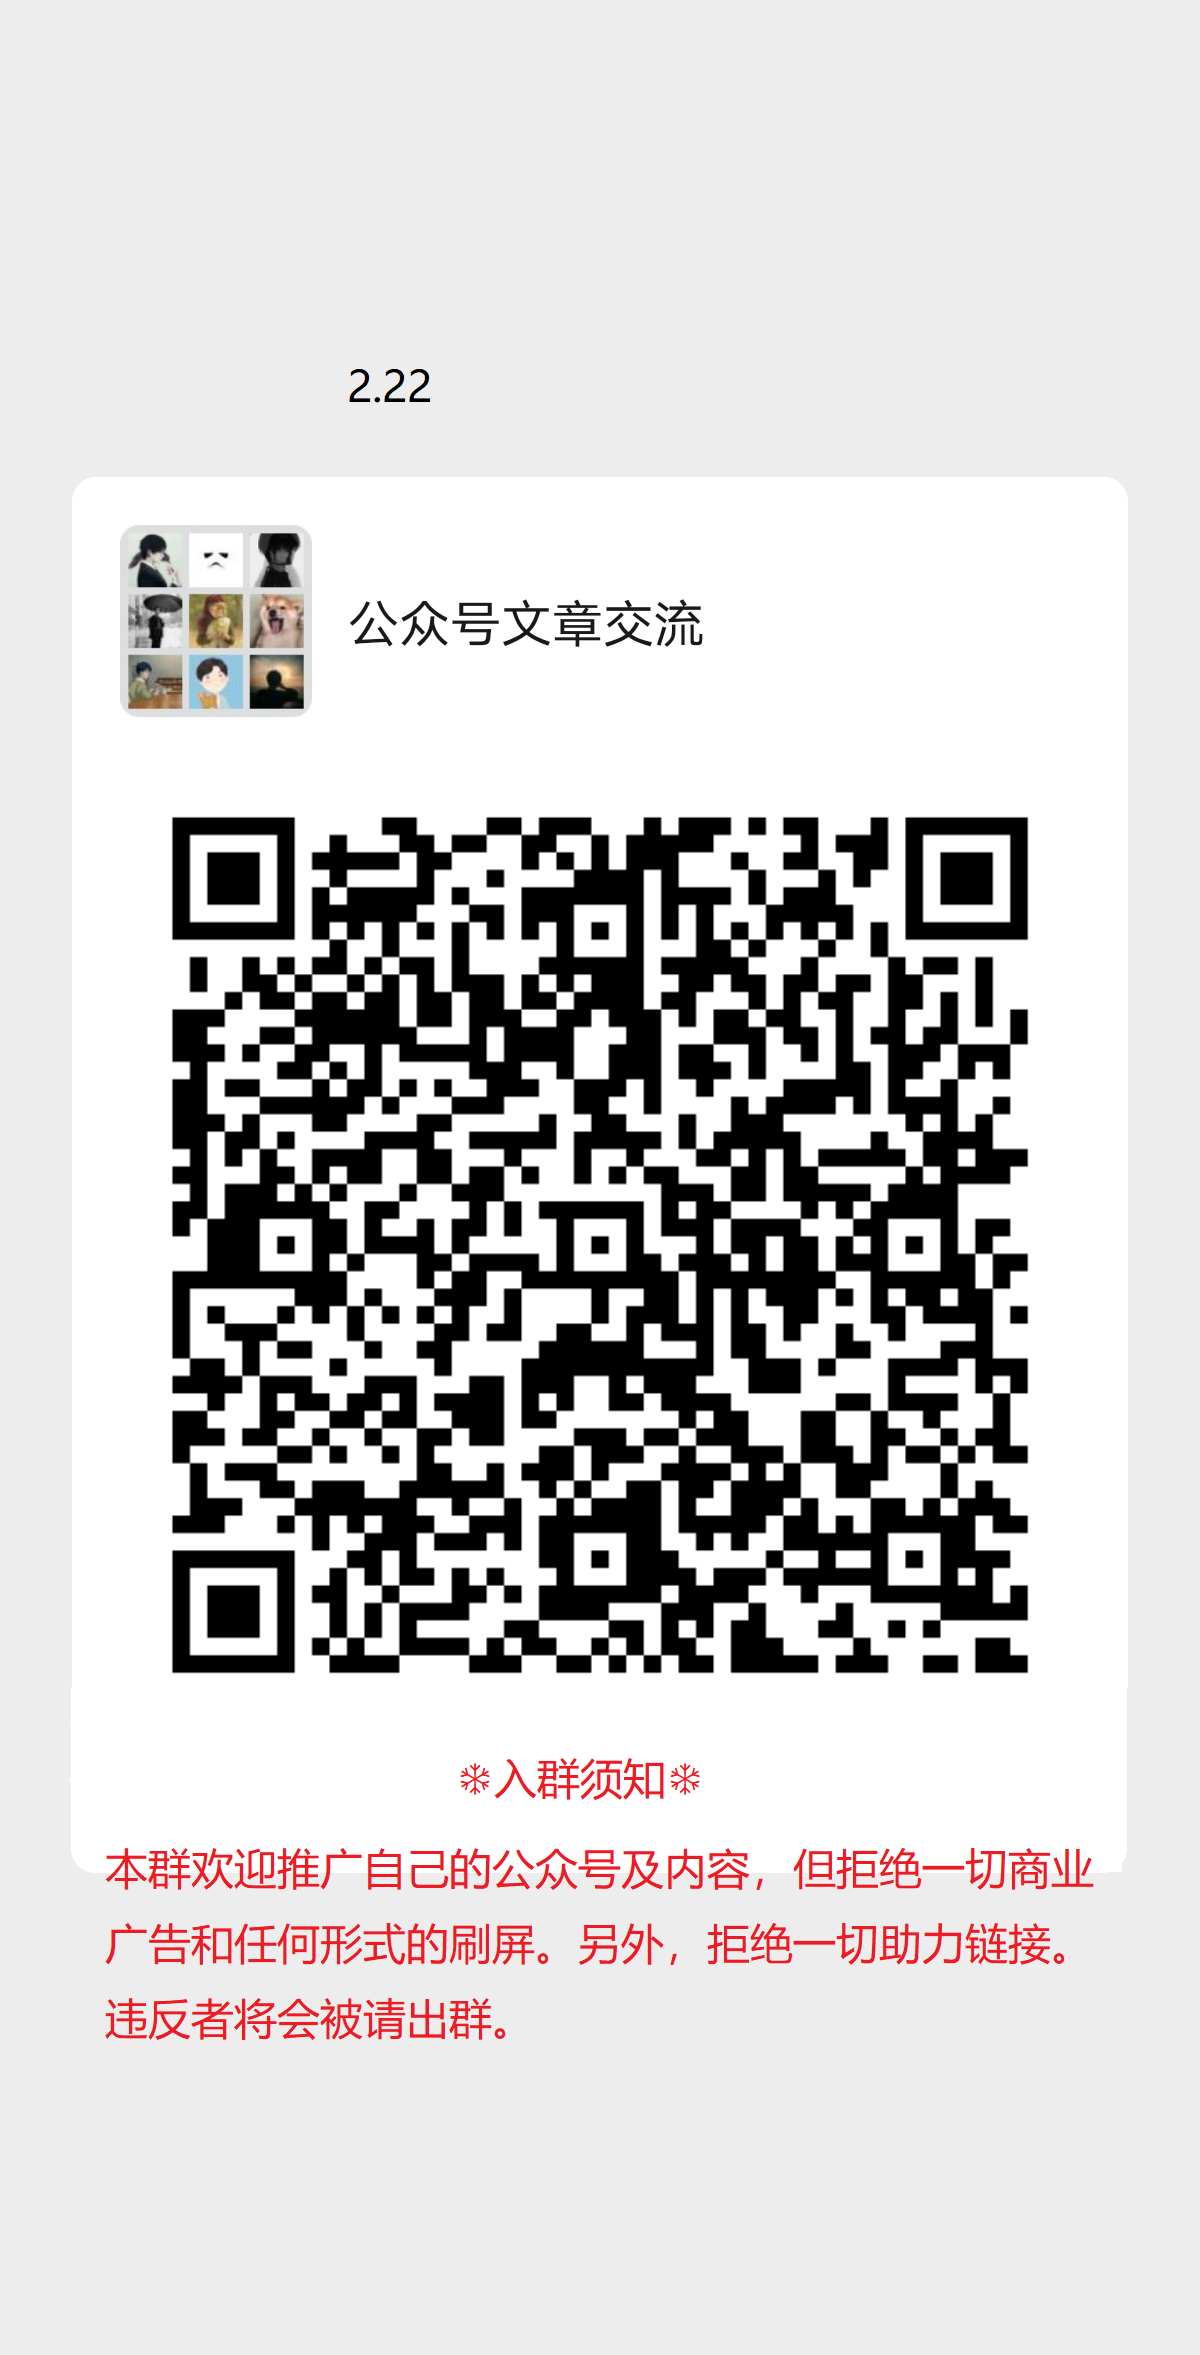 2.22
公众号文章交流
❄入群须知❄
本群欢迎推广自己的公众号及内容，但拒绝一切商业
广告和任何形式的刷屏。另外，拒绝一切助力链接。
违反者将会被请出群。